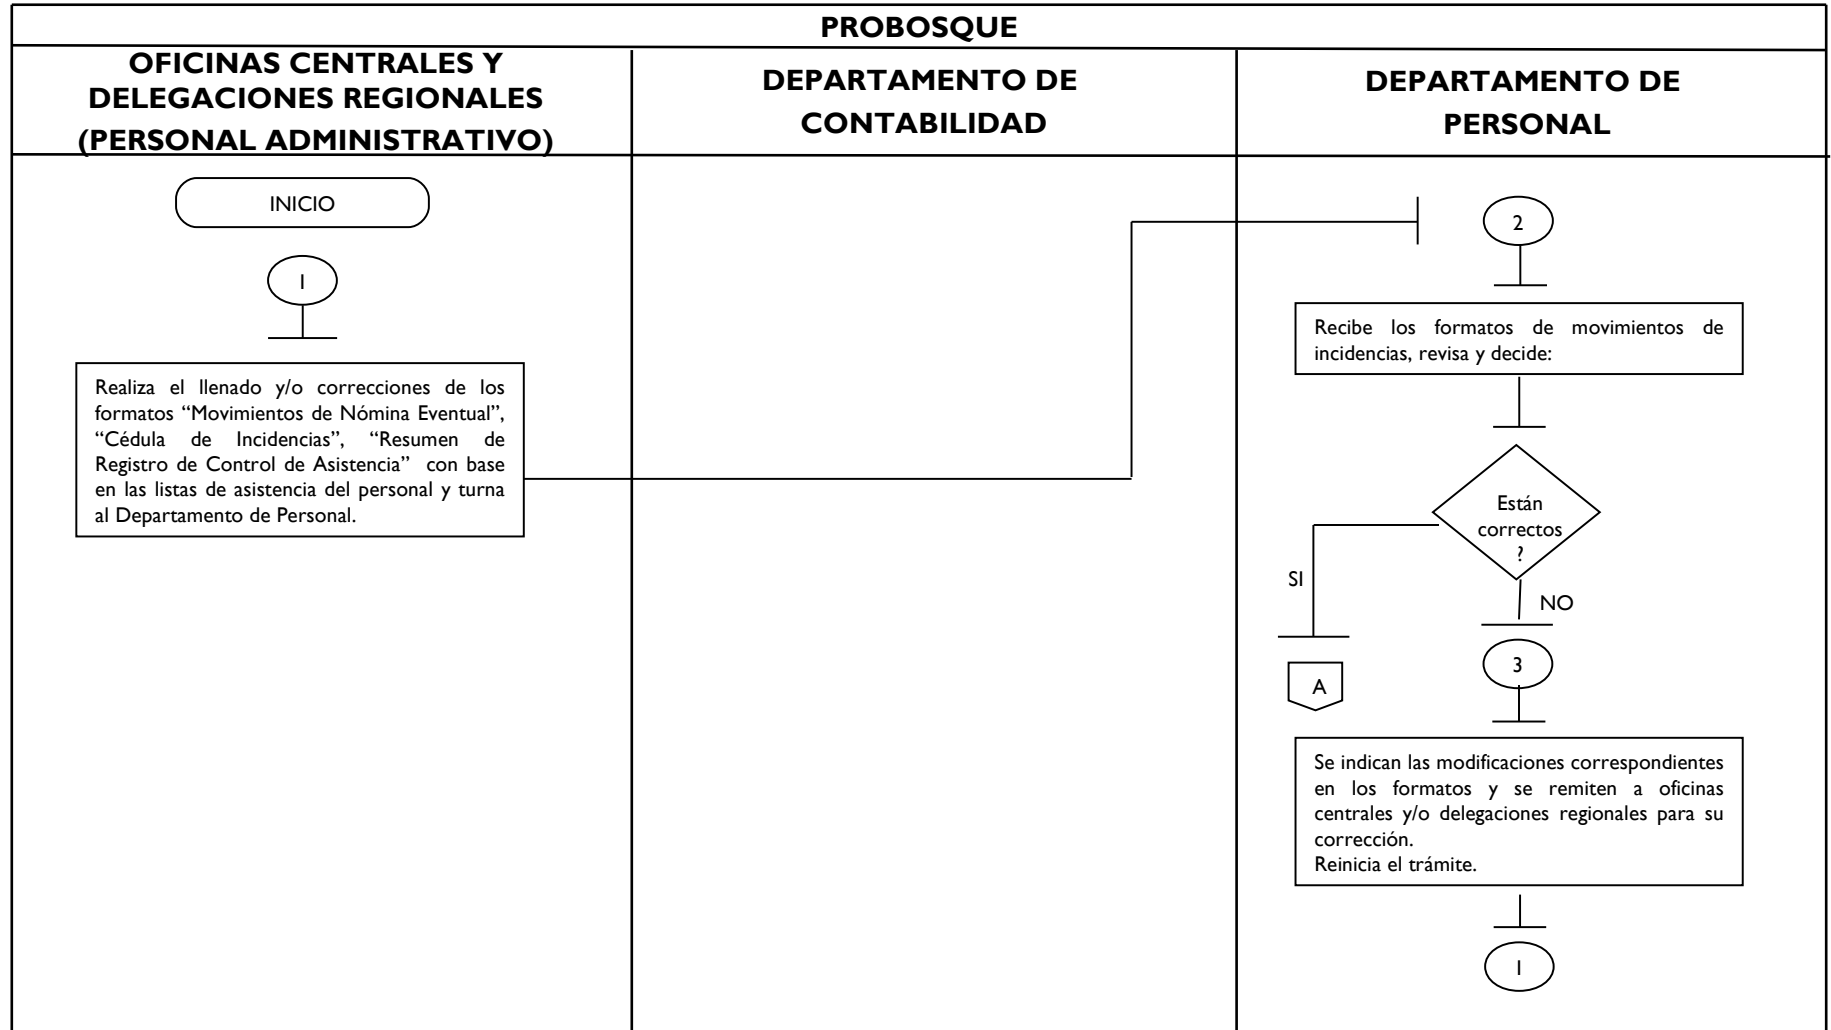 PROBOSQUE
OFICINAS CENTRALES Y
DELEGACIONES REGIONALES
(PERSONAL ADMINISTRATIVO)
DEPARTAMENTO DE
CONTABILIDAD
DEPARTAMENTO DE
PERSONAL
INICIO
1
Realiza el llenado y/o correcciones de los
formatos “Movimientos de Nómina Eventual”,
“Cédula de Incidencias”, “Resumen de
Registro de Control de Asistencia” con base
en las listas de asistencia del personal y turna
al Departamento de Personal.
2
Recibe los formatos de movimientos de
incidencias, revisa y decide:
Están
correctos
?
SI
NO
A
3
Se indican las modificaciones correspondientes
en los formatos y se remiten a oficinas
centrales y/o delegaciones regionales para su
corrección.
Reinicia el trámite.
1